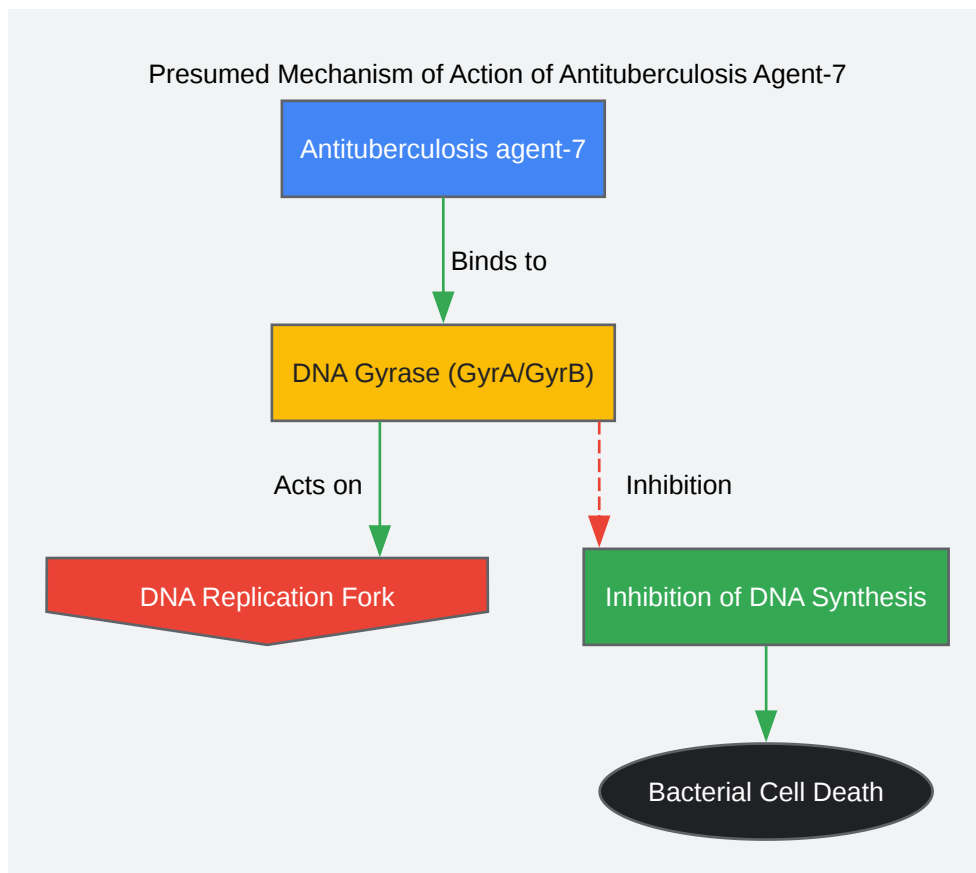 Presumed Mechanism of Action of Antituberculosis Agent-7
Antituberculosis agent-7
Binds to
DNA Gyrase (GyrA/GyrB)
Acts on
Inhibition
DNA Replication Fork
Inhibition of DNA Synthesis
Bacterial Cell Death